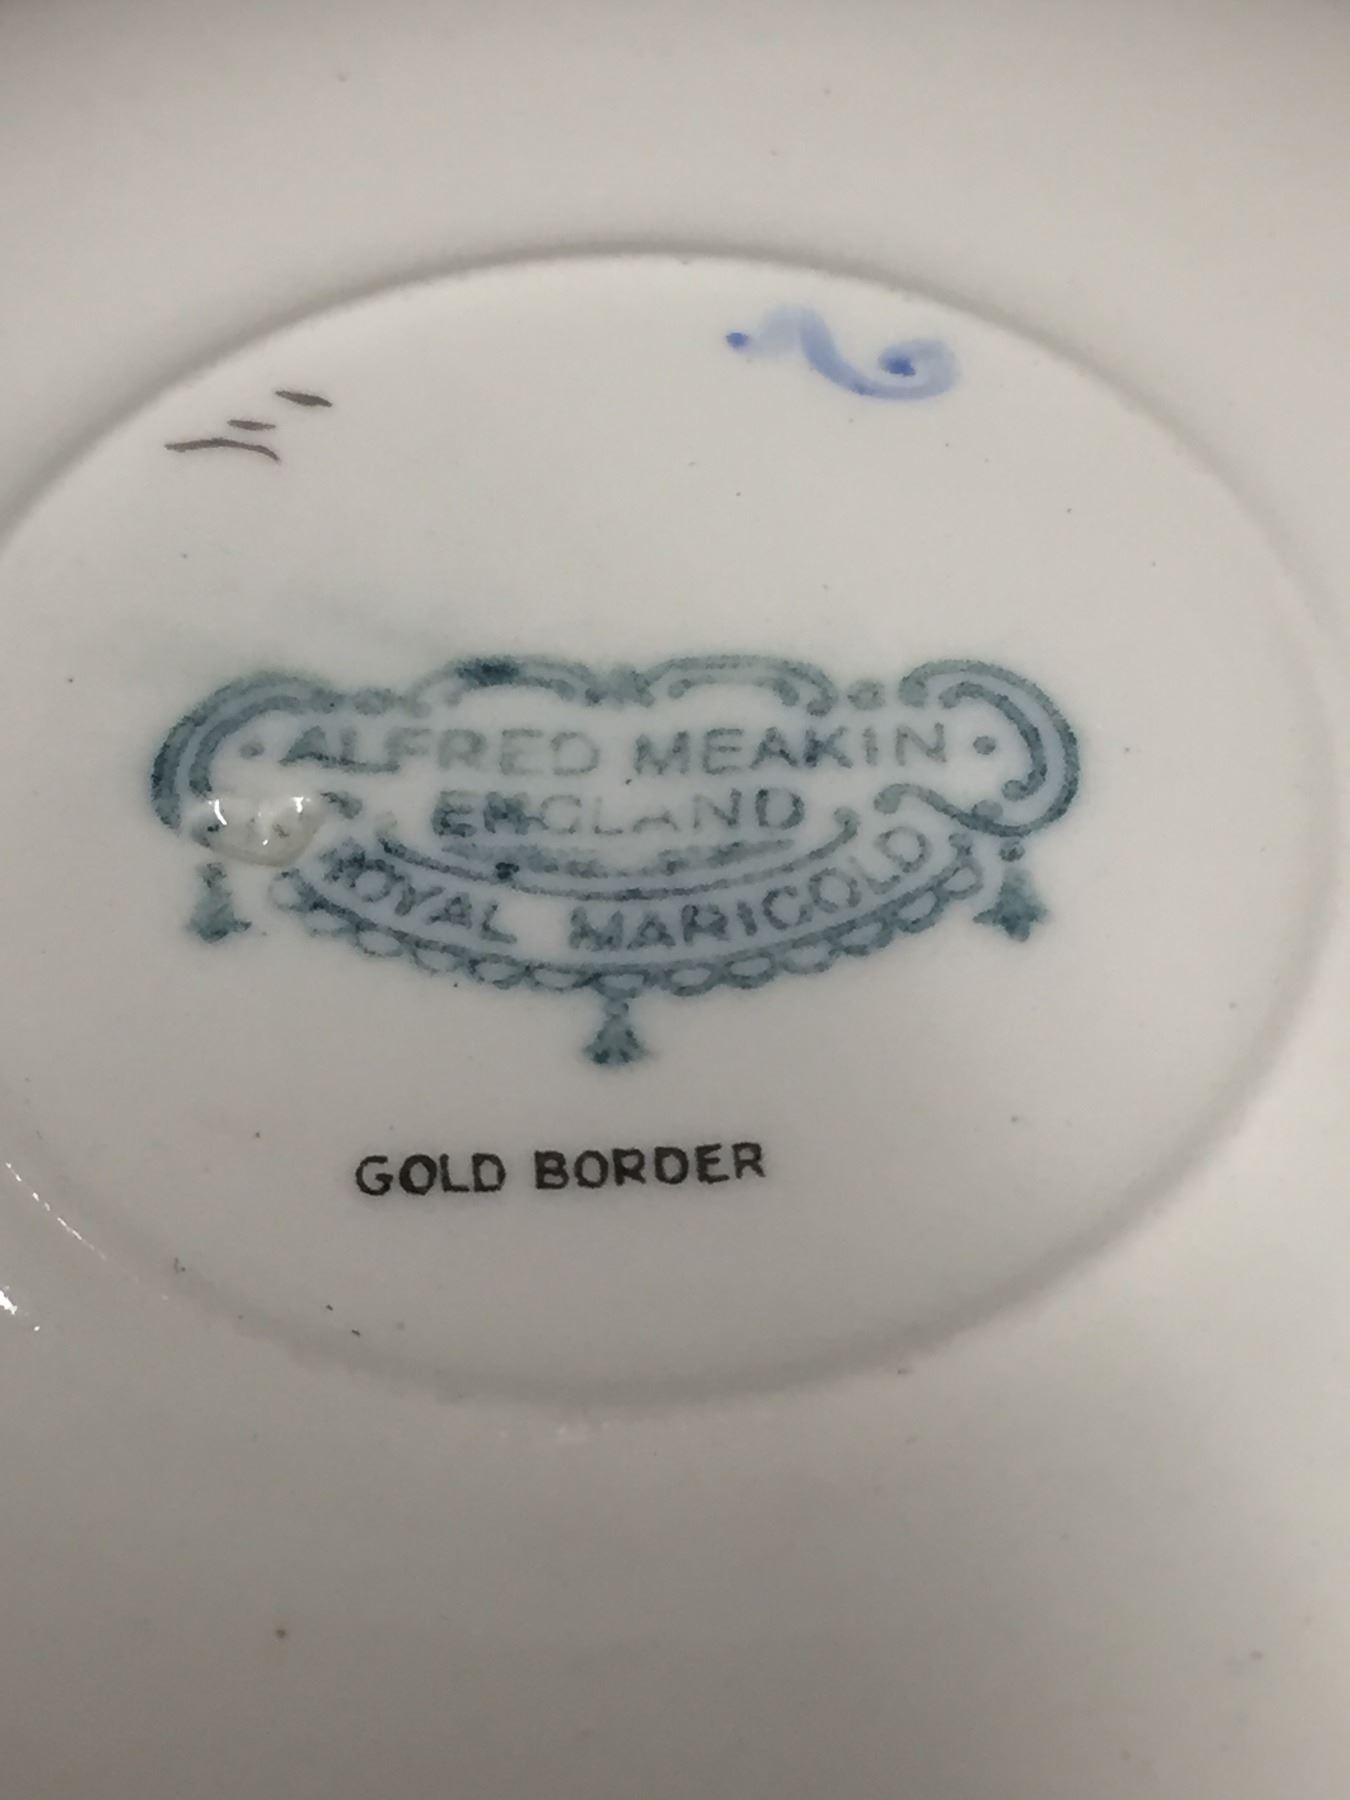 ALFRED MEAKIN
ENGLAND
ROYAL MARIGOLD
GOLD BORDER